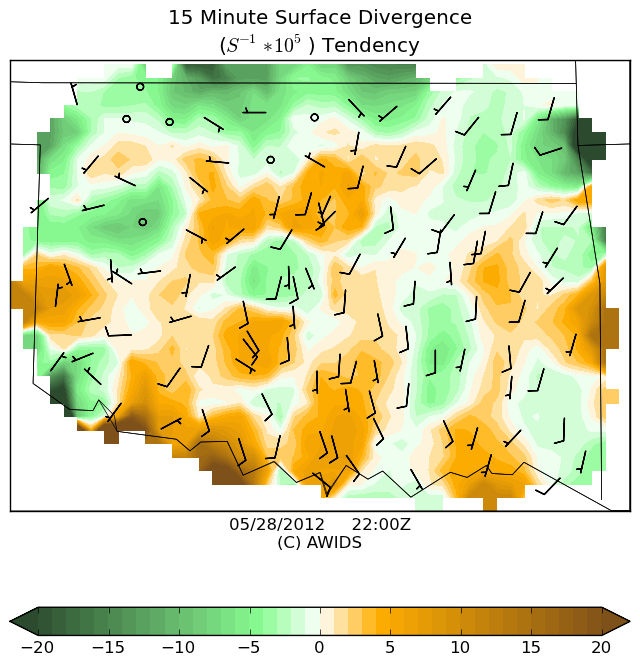 15 Minute Surface Divergence
(S⁻¹ * 10⁵ ) Tendency
05/28/2012 22:00Z
(C) AWIDS
−20 −15 −10 −5 0 5 10 15 20